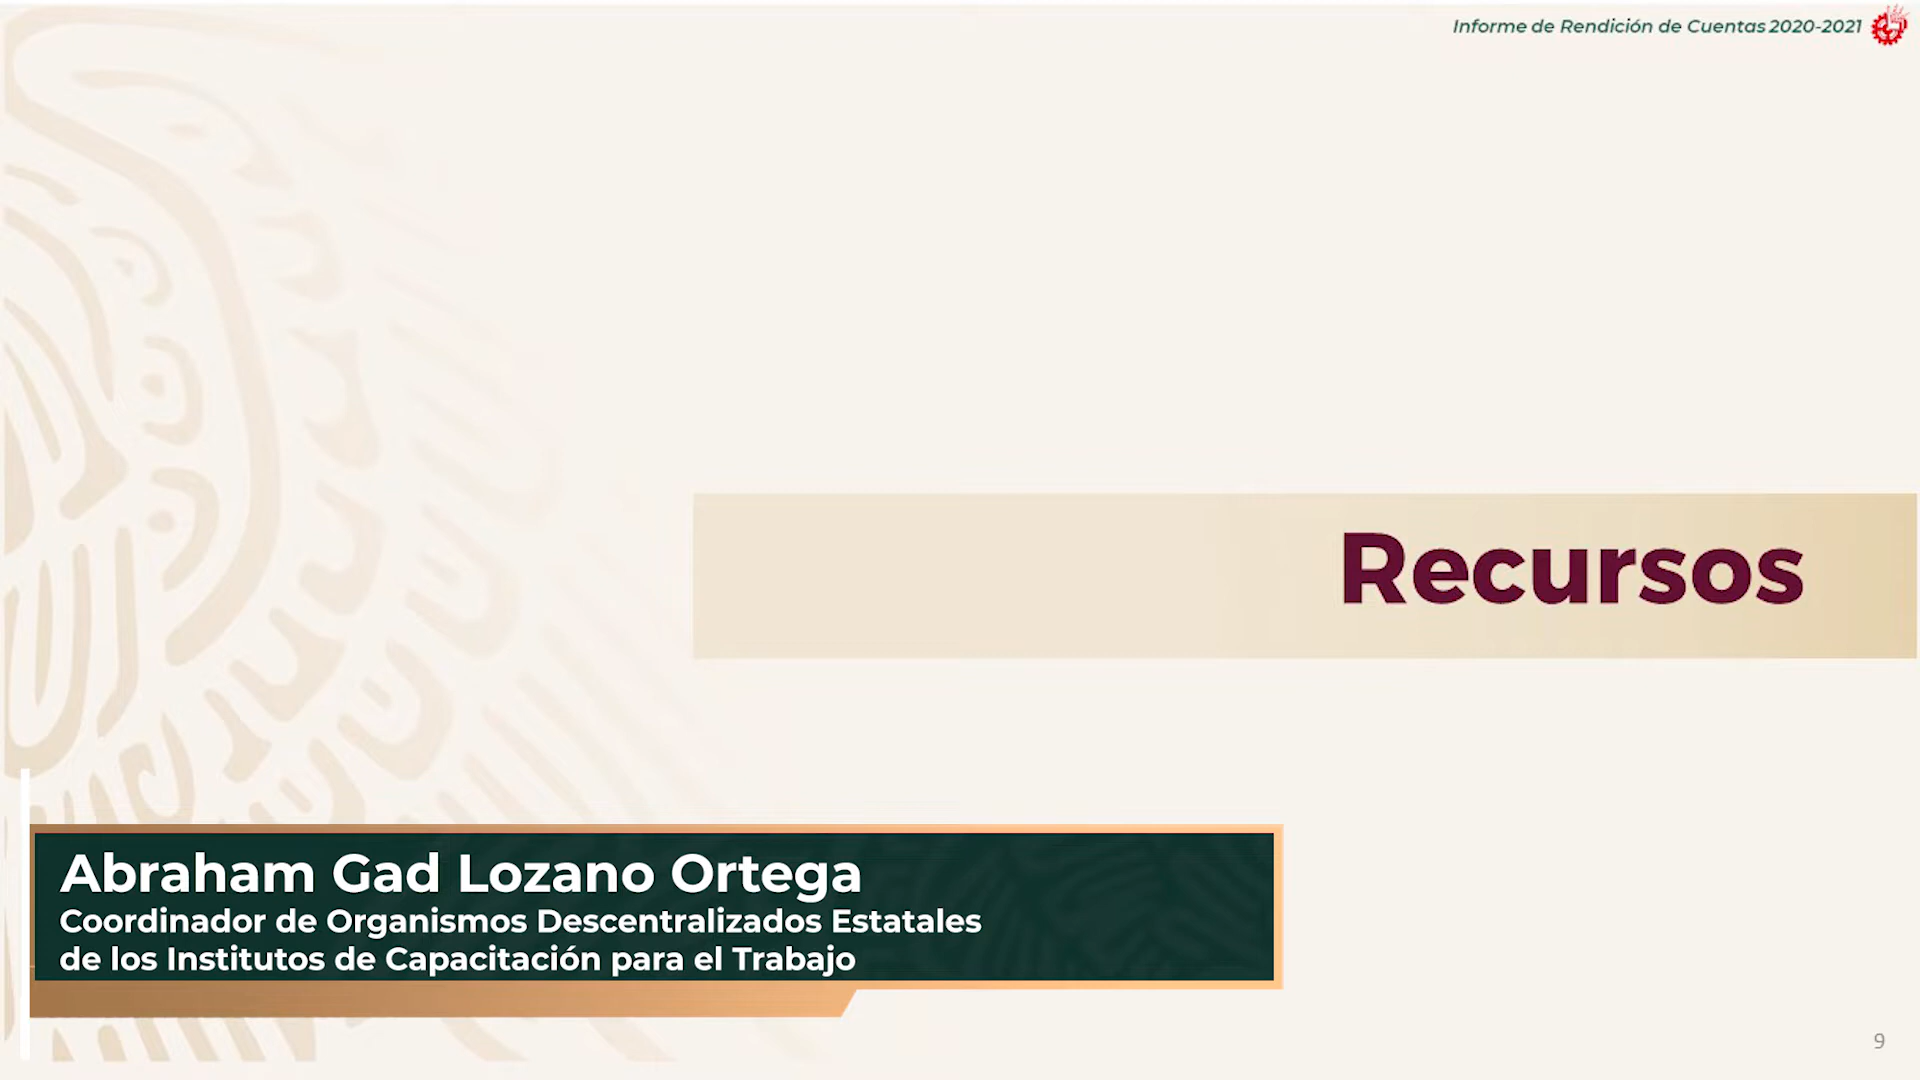 Informe de Rendición de Cuentas 2020-2021
Recursos
Abraham Gad Lozano Ortega
Coordinador de Organismos Descentralizados Estatales
de los Institutos de Capacitación para el Trabajo
9